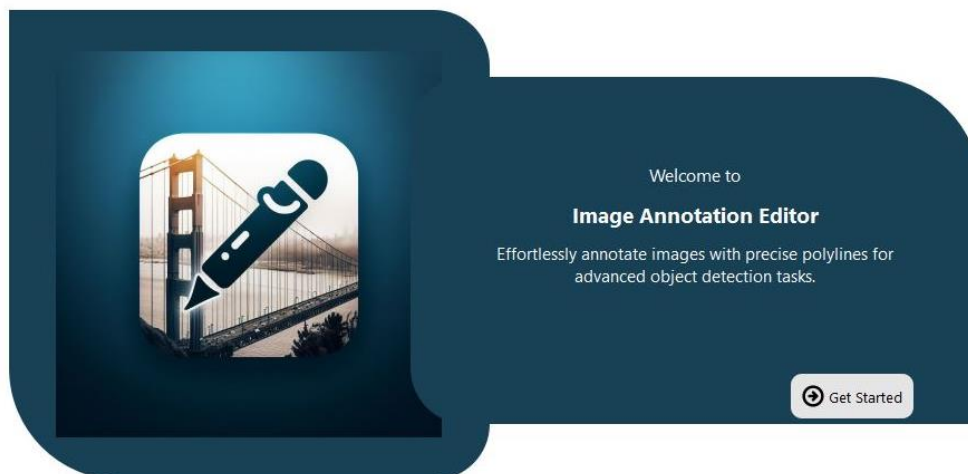 Welcome to
Image Annotation Editor
Effortlessly annotate images with precise polylines for
advanced object detection tasks.
Get Started